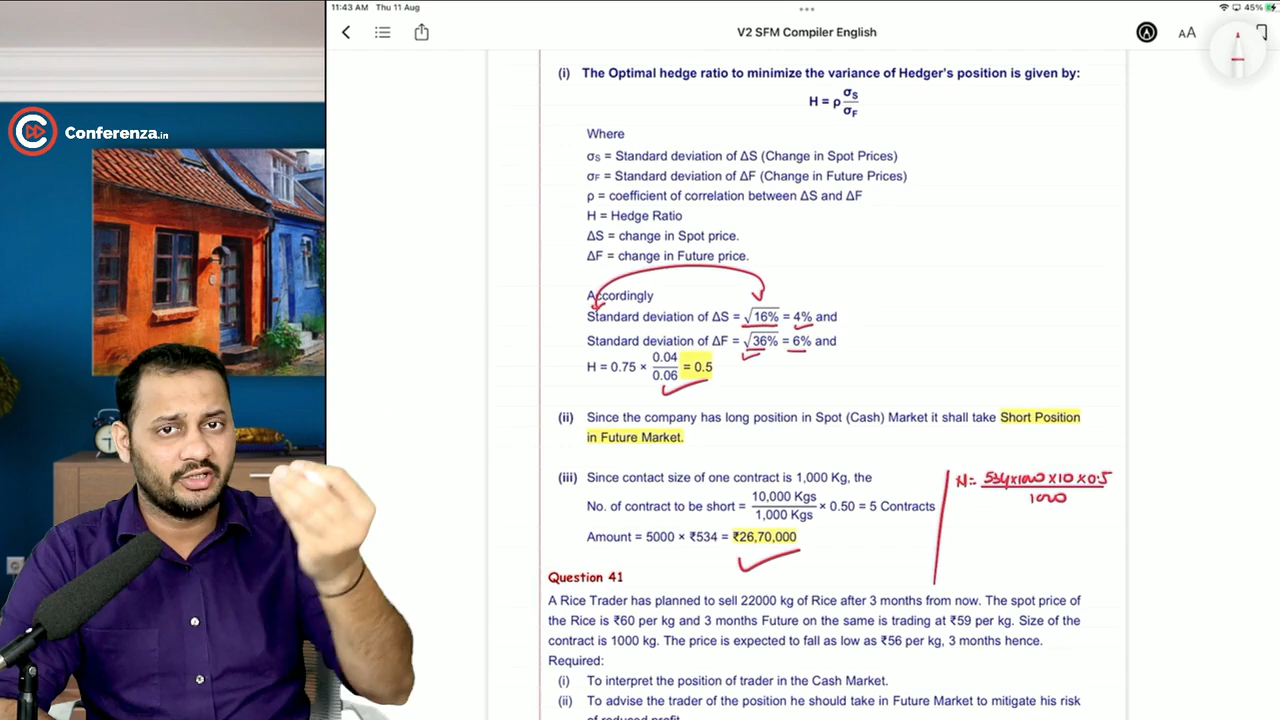 11:43 AM Thu 11 Aug
45%
V2 SFM Compiler English
AA
Conferenza.in
(i) The Optimal hedge ratio to minimize the variance of Hedger's position is given by:
H = ρ σS/σF
Where
σS = Standard deviation of ΔS (Change in Spot Prices)
σF = Standard deviation of ΔF (Change in Future Prices)
ρ = coefficient of correlation between ΔS and ΔF
H = Hedge Ratio
ΔS = change in Spot price.
ΔF = change in Future price.
Accordingly
Standard deviation of ΔS = √16% = 4% and
Standard deviation of ΔF = √36% = 6% and
H = 0.75 × 0.04/0.06 = 0.5
(ii) Since the company has long position in Spot (Cash) Market it shall take Short Position
in Future Market.
(iii) Since contact size of one contract is 1,000 Kg, the
No. of contract to be short = 10,000 Kgs/1,000 Kgs × 0.50 = 5 Contracts
Amount = 5000 × ₹534 = ₹26,70,000
N = 534×1000×10×0.5/1000
Question 41
A Rice Trader has planned to sell 22000 kg of Rice after 3 months from now. The spot price of
the Rice is ₹60 per kg and 3 months Future on the same is trading at ₹59 per kg. Size of the
contract is 1000 kg. The price is expected to fall as low as ₹56 per kg, 3 months hence.
Required:
(i) To interpret the position of trader in the Cash Market.
(ii) To advise the trader of the position he should take in Future Market to mitigate his risk
of reduced profit.